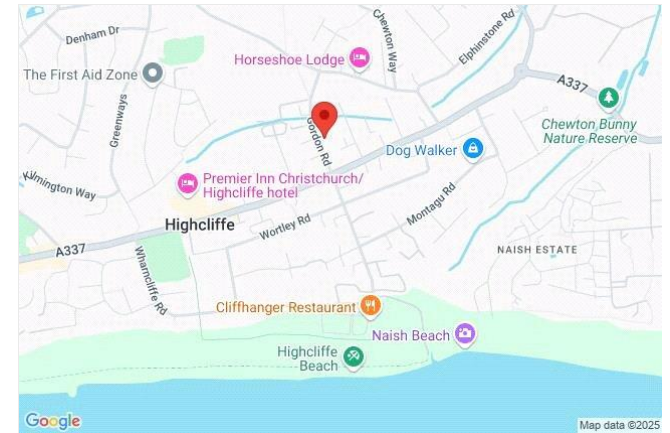 Denham Dr
Chewton Way
Elphinstone Rd
Horseshoe Lodge
The First Aid Zone
Greenways
A337
Gordon Rd
Chewton Bunny
Nature Reserve
Dog Walker
Kilmington Way
Premier Inn Christchurch/
Highcliffe hotel
Montagu Rd
Highcliffe
Wortley Rd
A337
Wharncliffe Rd
NAISH ESTATE
Cliffhanger Restaurant
Naish Beach
Highcliffe
Beach
Google
Map data ©2025